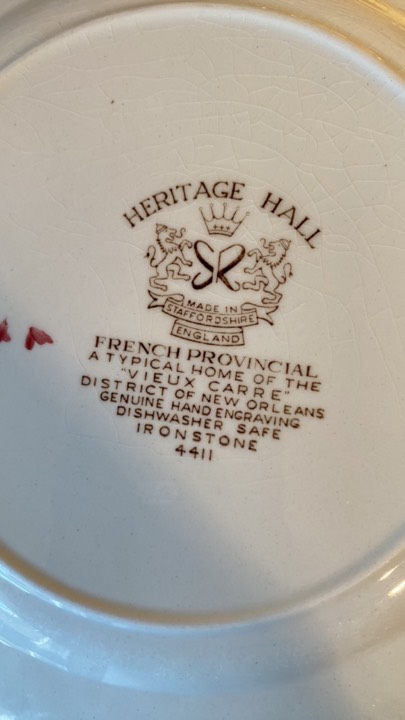 HERITAGE HALL
SR
MADE IN
STAFFORDSHIRE
ENGLAND
FRENCH PROVINCIAL
A TYPICAL HOME OF THE
"VIEUX CARRE"
DISTRICT OF NEW ORLEANS
GENUINE HAND ENGRAVING
DISHWASHER SAFE
IRONSTONE
4411